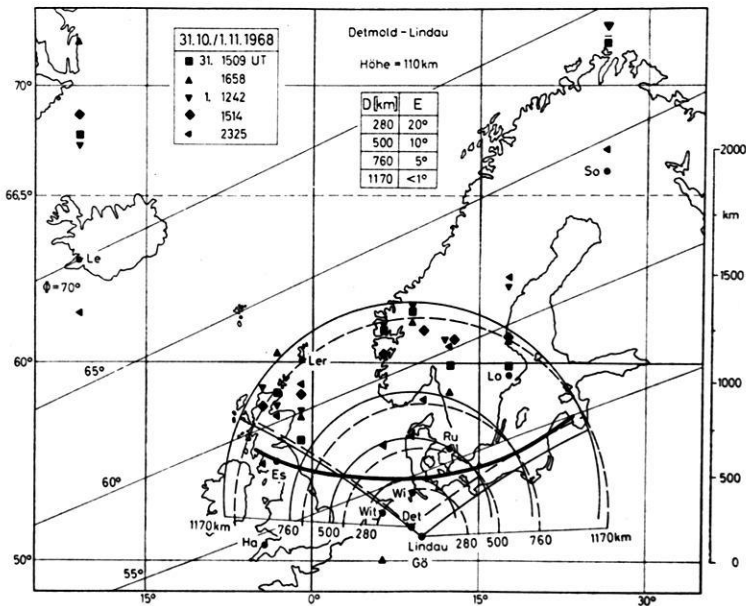 31.10./1.11.1968
■ 31. 1509 UT
▲ 1658
▼ 1. 1242
◆ 1514
◀ 2325
Detmold – Lindau
Höhe = 110 km
D[km] E
280 20°
500 10°
760 5°
1170 <1°
70°
66,5°
60°
50°
Φ=70°
65°
60°
55°
2000
km
1500
1000
500
0
So
Le
Ler
Lo
Ru
Es
Wi
Wit
Det
Ha
Lindau
Gö
1170km 760 500 280
280 500 760 1170km
15° 0° 15° 30°